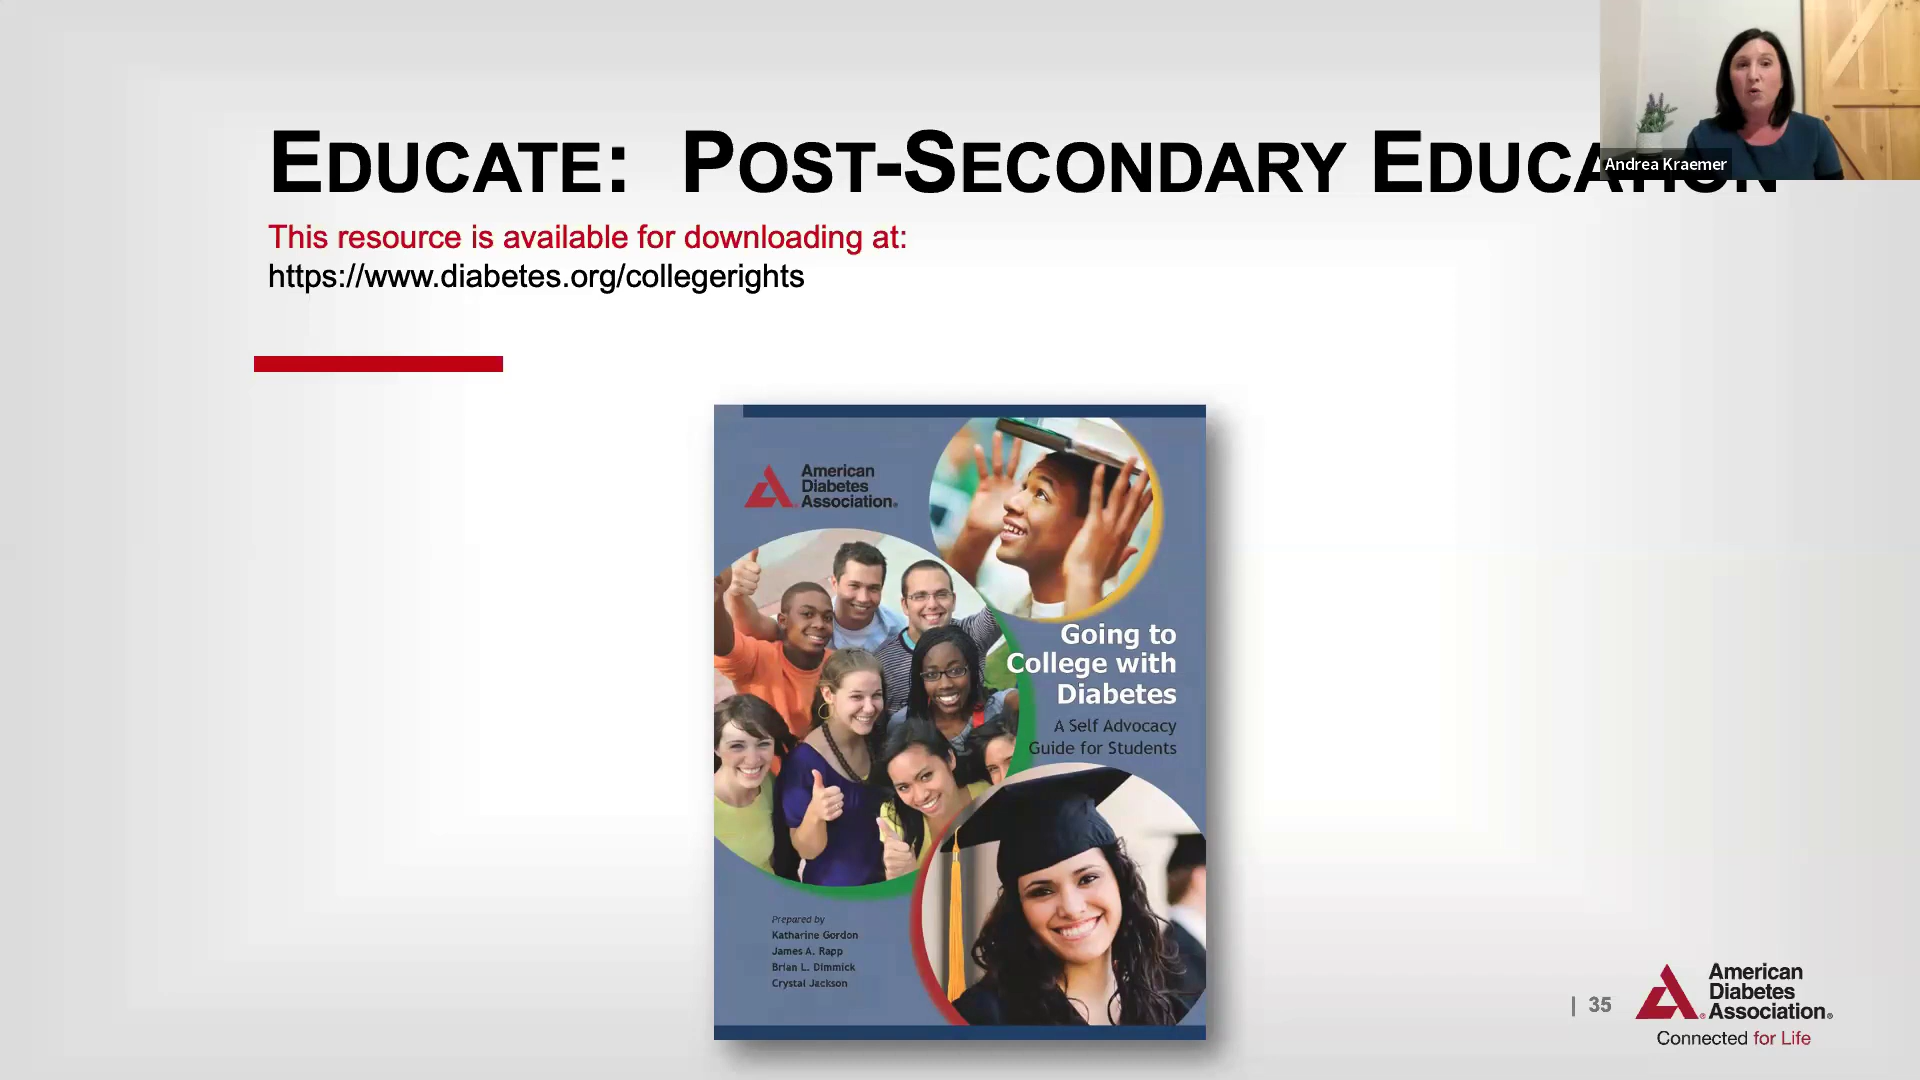 EDUCATE: POST-SECONDARY EDUCATION
Andrea Kraemer
This resource is available for downloading at:
https://www.diabetes.org/collegerights
American
Diabetes
Association®
Going to
College with
Diabetes
A Self Advocacy
Guide for Students
Prepared by
Katharine Gordon
James A. Rapp
Brian L. Dimmick
Crystal Jackson
| 35
American
Diabetes
Association®
Connected for Life